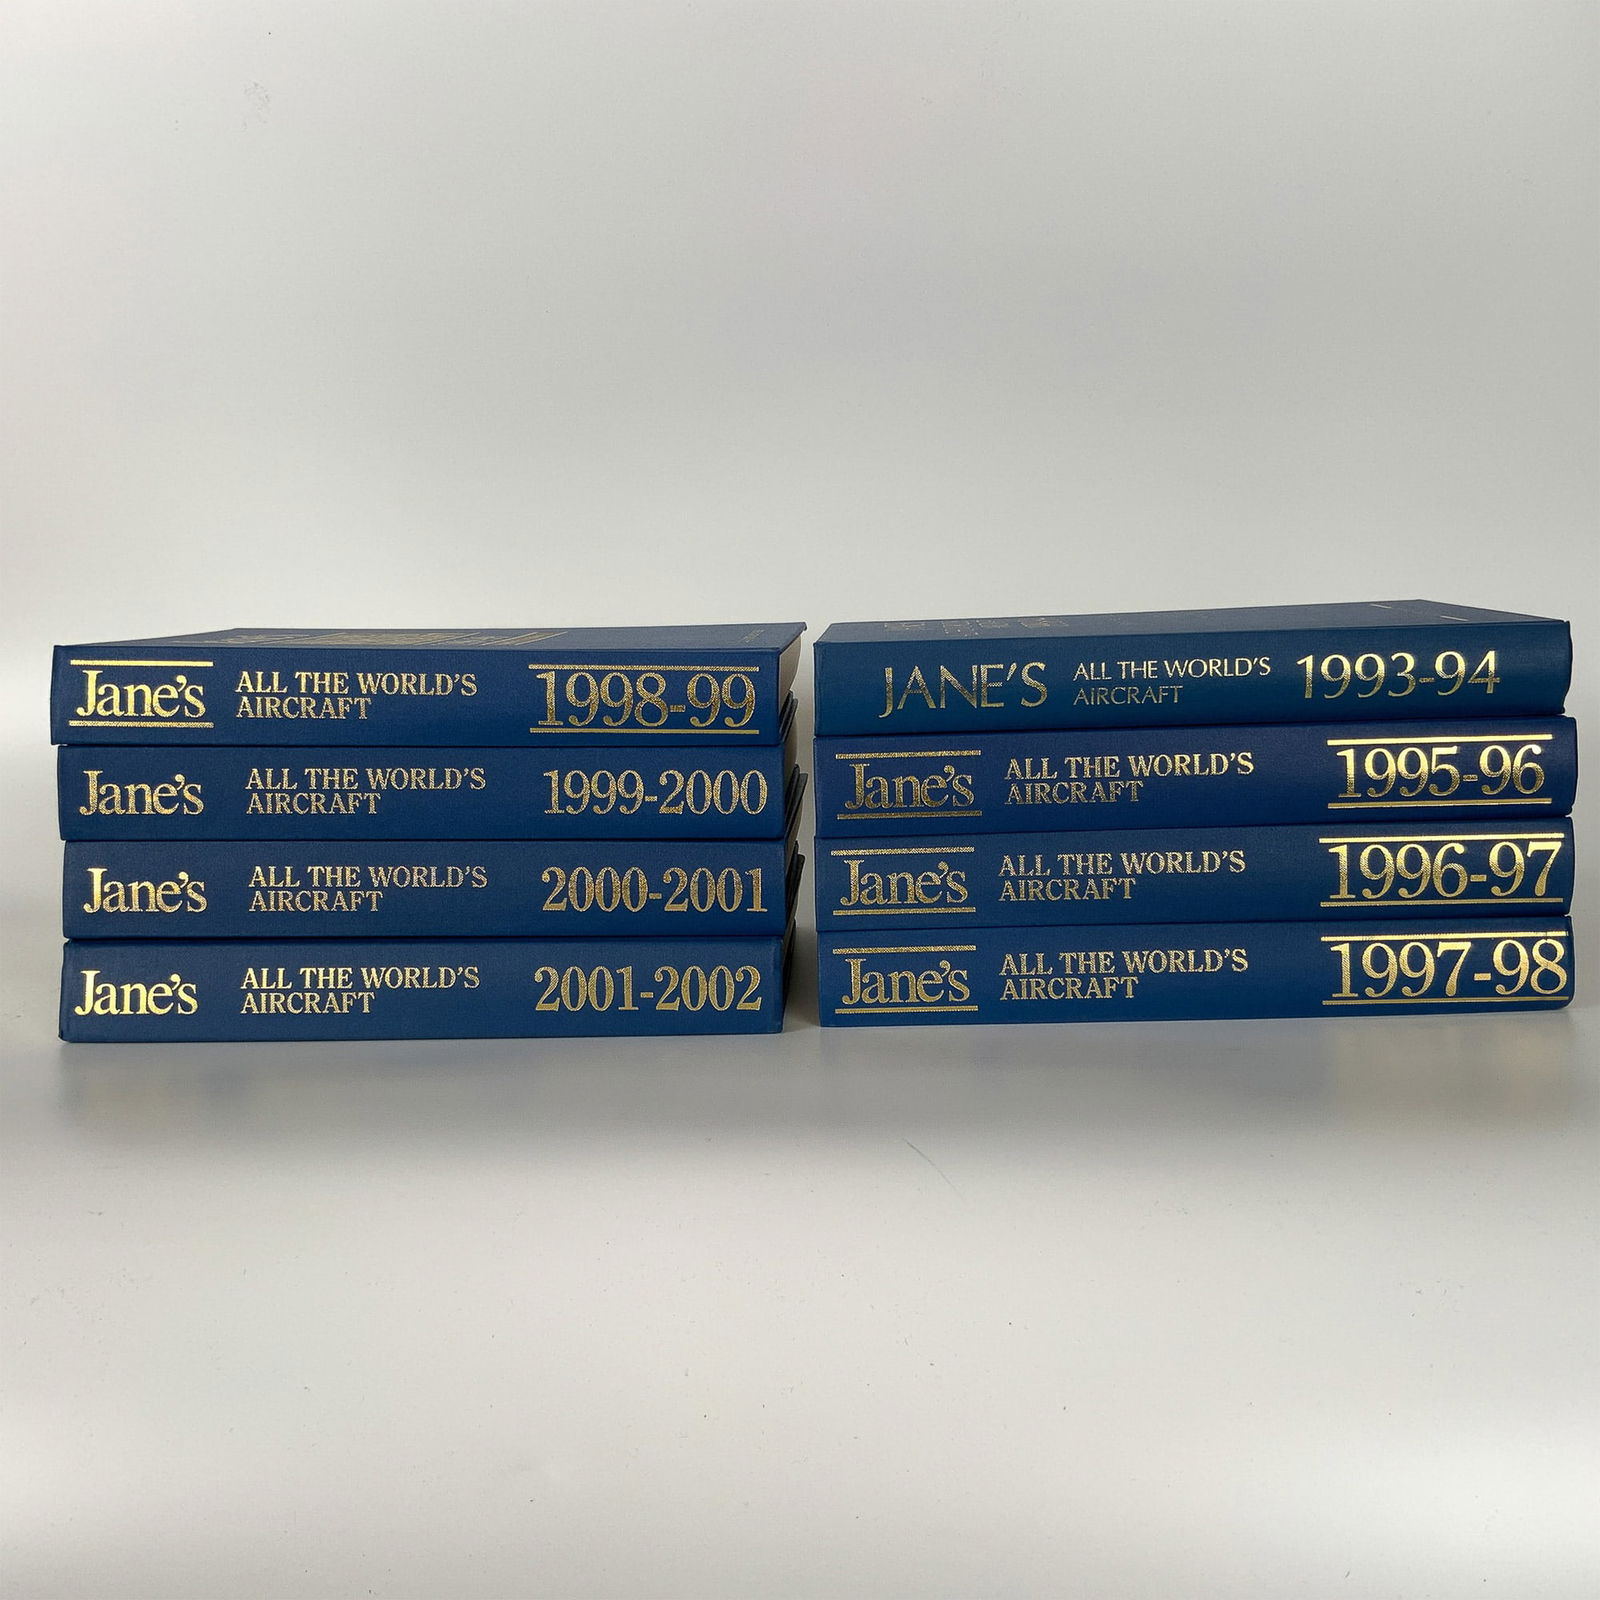 Jane's
ALL THE WORLD'S
AIRCRAFT
1998-99
Jane's
ALL THE WORLD'S
AIRCRAFT
1999-2000
Jane's
ALL THE WORLD'S
AIRCRAFT
2000-2001
Jane's
ALL THE WORLD'S
AIRCRAFT
2001-2002
JANE'S
ALL THE WORLD'S
AIRCRAFT
1993-94
Jane's
ALL THE WORLD'S
AIRCRAFT
1995-96
Jane's
ALL THE WORLD'S
AIRCRAFT
1996-97
Jane's
ALL THE WORLD'S
AIRCRAFT
1997-98